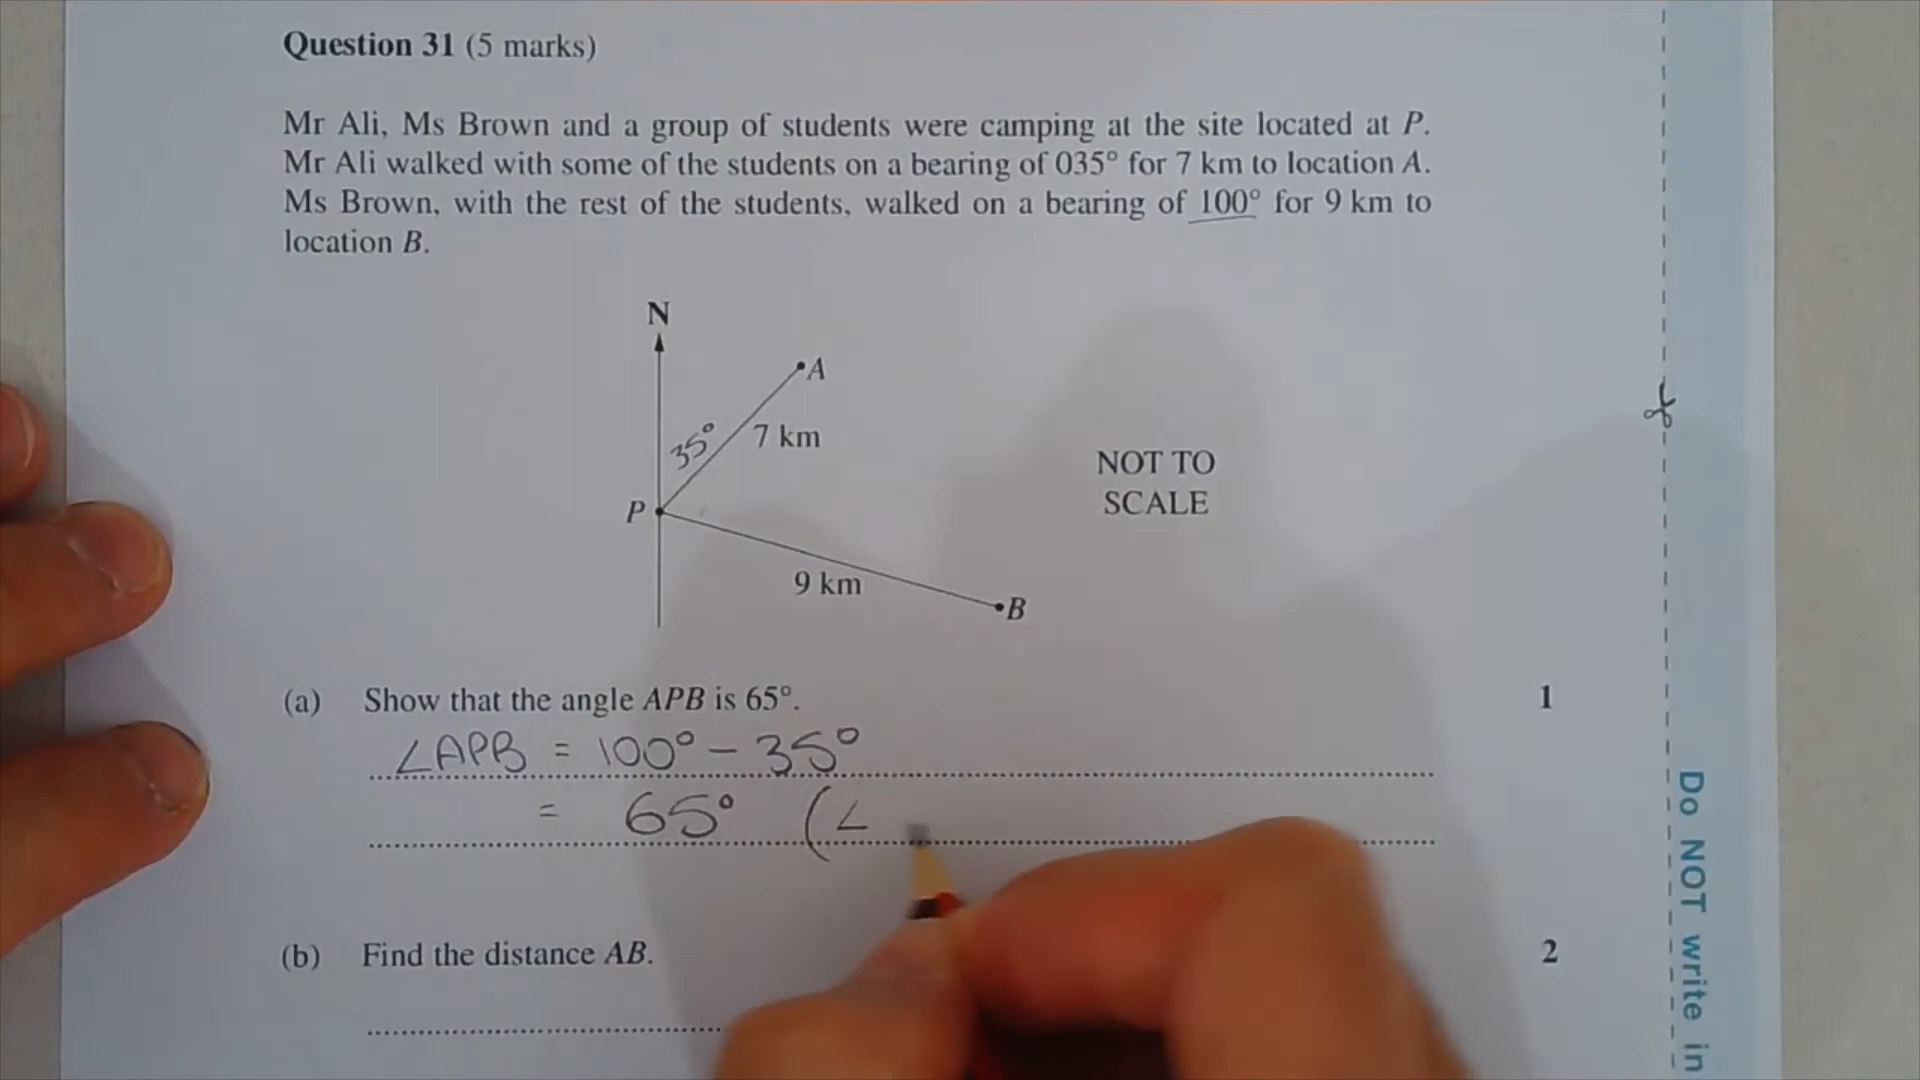 Question 31 (5 marks)
Mr Ali, Ms Brown and a group of students were camping at the site located at P.
Mr Ali walked with some of the students on a bearing of 035° for 7 km to location A.
Ms Brown, with the rest of the students, walked on a bearing of 100° for 9 km to
location B.
N
A
35°
7 km
P
NOT TO
SCALE
9 km
B
(a) Show that the angle APB is 65°. 1
∠APB = 100° − 35°
= 65° (∠
(b) Find the distance AB. 2
Do NOT write in